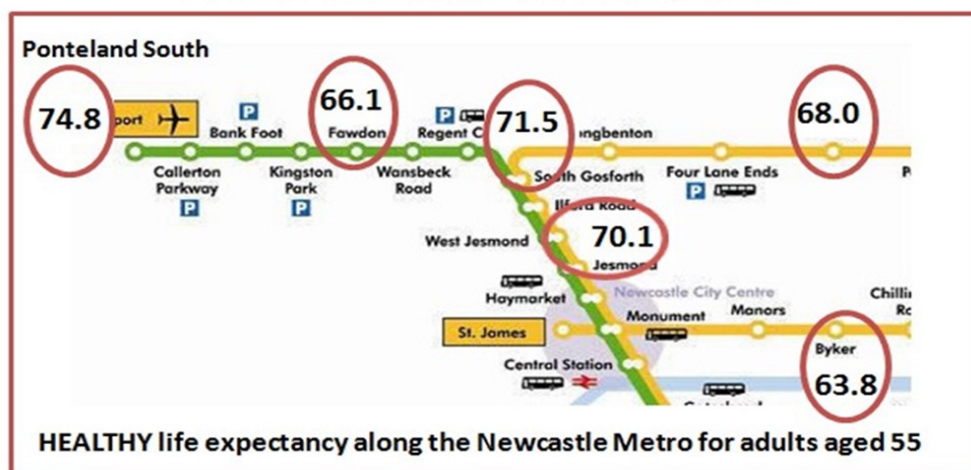 Ponteland South
74.8
port
P
Bank Foot
66.1
Fawdon
P
Regent C
71.5
ngbenton
68.0
Callerton
Parkway
P
Kingston
Park
P
Wansbeck
Road
South Gosforth
Four Lane Ends
P
P
Ilford Road
West Jesmond
70.1
Jesmond
Haymarket
Newcastle City Centre
Monument
Manors
Chilli
Ro
St. James
Central Station
Byker
63.8
HEALTHY life expectancy along the Newcastle Metro for adults aged 55